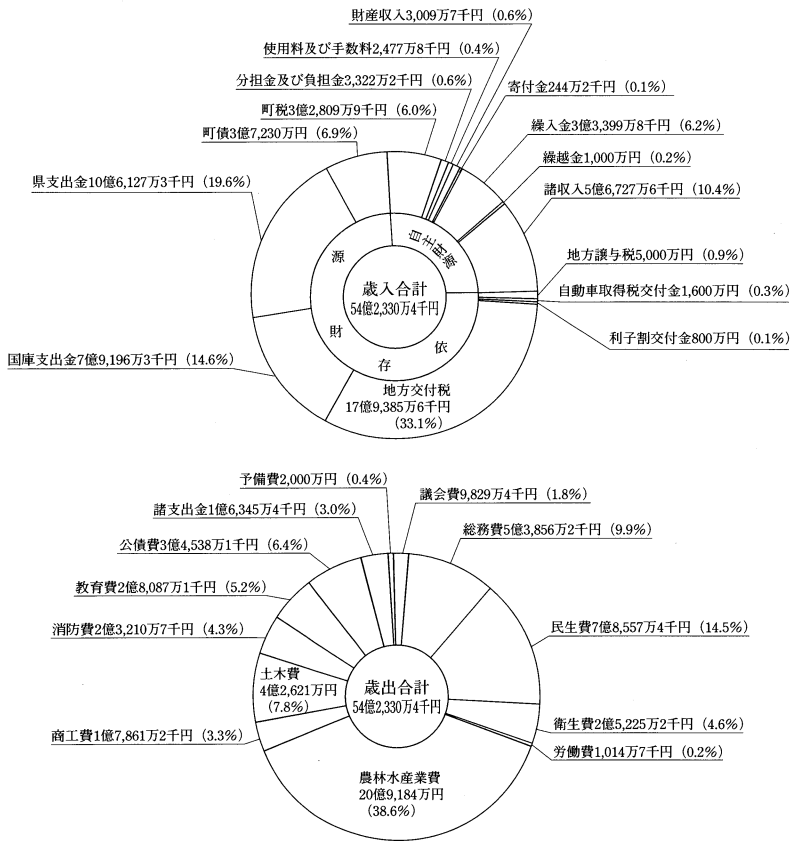 財産収入3,009万7千円（0.6%）
使用料及び手数料2,477万8千円（0.4%）
分担金及び負担金3,322万2千円（0.6%）
寄付金244万2千円（0.1%）
町税3億2,809万9千円（6.0%）
繰入金3億3,399万8千円（6.2%）
町債3億7,230万円（6.9%）
繰越金1,000万円（0.2%）
県支出金10億6,127万3千円（19.6%）
諸収入5億6,727万6千円（10.4%）
自主財源
地方譲与税5,000万円（0.9%）
歳入合計
54億2,330万4千円
自動車取得税交付金1,600万円（0.3%）
利子割交付金800万円（0.1%）
依存財源
国庫支出金7億9,196万3千円（14.6%）
地方交付税
17億9,385万6千円
（33.1%）
予備費2,000万円（0.4%）
議会費9,829万4千円（1.8%）
諸支出金1億6,345万4千円（3.0%）
総務費5億3,856万2千円（9.9%）
公債費3億4,538万1千円（6.4%）
教育費2億8,087万1千円（5.2%）
消防費2億3,210万7千円（4.3%）
民生費7億8,557万4千円（14.5%）
土木費
4億2,621万円
（7.8%）
歳出合計
54億2,330万4千円
商工費1億7,861万2千円（3.3%）
衛生費2億5,225万2千円（4.6%）
労働費1,014万7千円（0.2%）
農林水産業費
20億9,184万円
（38.6%）